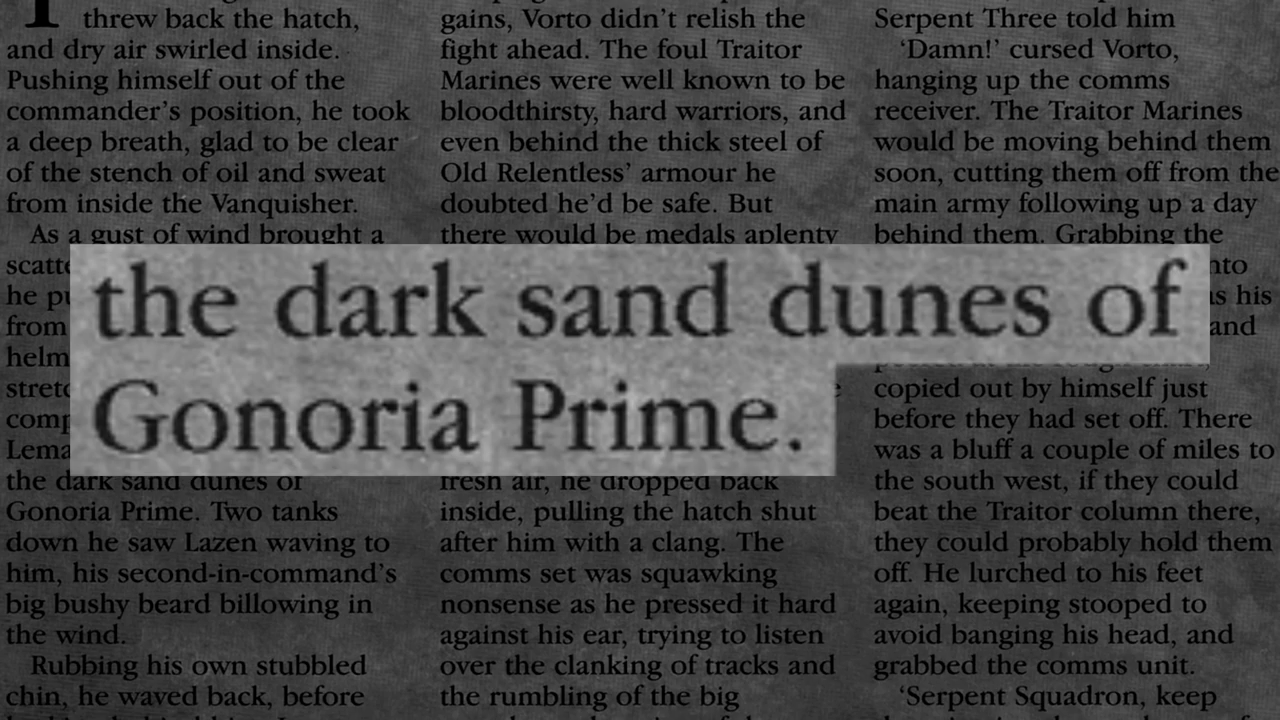 threw back the hatch,
and dry air swirled inside.
Pushing himself out of the
commander's position, he took
a deep breath, glad to be clear
of the stench of oil and sweat
from inside the Vanquisher.
As a gust of wind brought a
he
from
the dark sand dunes of
Gonoria Prime. Two tanks
down he saw Lazen waving to
him, his second-in-command's
big bushy beard billowing in
the wind.
Rubbing his own stubbled
chin, he waved back, before
gains, Vorto didn't relish the
fight ahead. The foul Traitor
Marines were well known to be
bloodthirsty, hard warriors, and
even behind the thick steel of
Old Relentless' armour he
doubted he'd be safe. But
there would be medals aplenty
fresh air, he dropped back
inside, pulling the hatch shut
after him with a clang. The
comms set was squawking
nonsense as he pressed it hard
against his ear, trying to listen
over the clanking of tracks and
the rumbling of the big
Serpent Three told him
‘Damn!’ cursed Vorto,
hanging up the comms
receiver. The Traitor Marines
would be moving behind them
soon, cutting them off from the
main army following up a day
behind them. Grabbing the
his
and
copied out by himself just
before they had set off. There
was a bluff a couple of miles to
the south west, if they could
beat the Traitor column there,
they could probably hold them
off. He lurched to his feet
again, keeping stooped to
avoid banging his head, and
grabbed the comms unit.
‘Serpent Squadron, keep
the dark sand dunes of
Gonoria Prime.